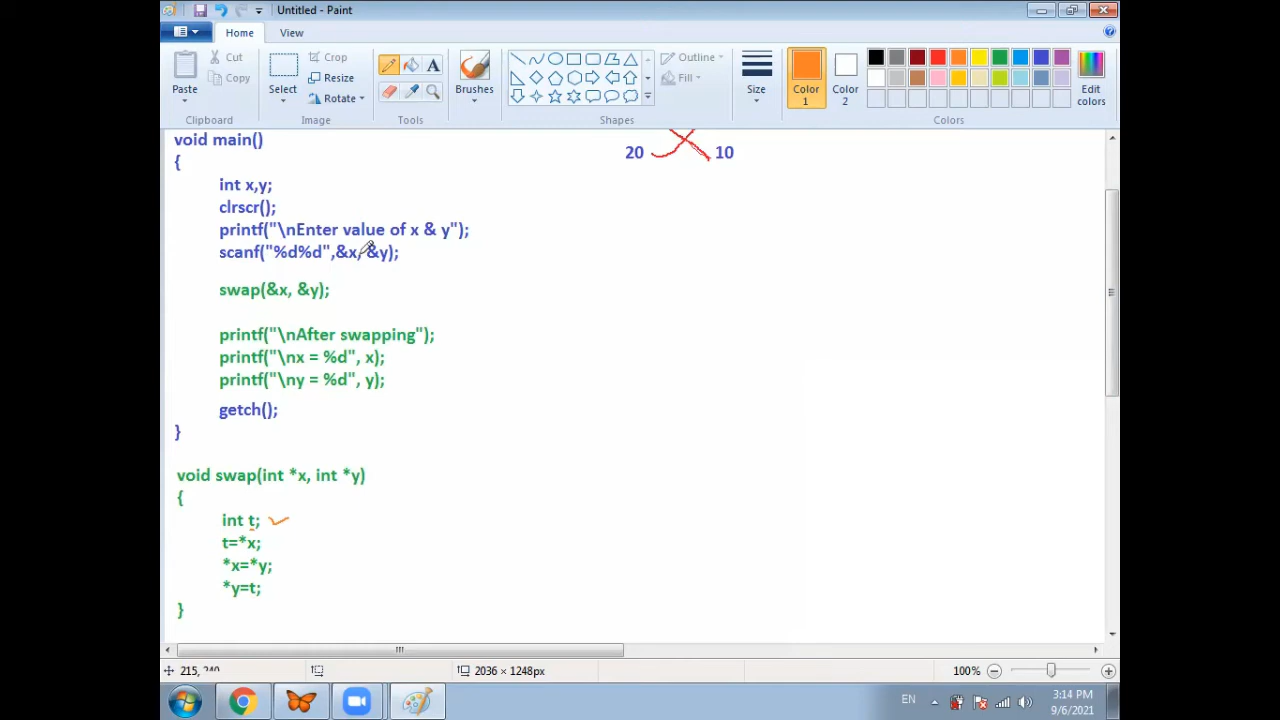 Untitled - Paint
Home
View
Paste
Cut
Copy
Clipboard
Select
Crop
Resize
Rotate
Image
A
Tools
Brushes
Shapes
Outline
Fill
Size
Color 1
Color 2
Edit colors
Colors
void main()
{
int x,y;
clrscr();
printf("\nEnter value of x & y");
scanf("%d%d",&x, &y);
swap(&x, &y);
printf("\nAfter swapping");
printf("\nx = %d", x);
printf("\ny = %d", y);
getch();
}
void swap(int *x, int *y)
{
int t;
t=*x;
*x=*y;
*y=t;
}
20 10
2036 × 1248px
100%
EN
3:14 PM
9/6/2021